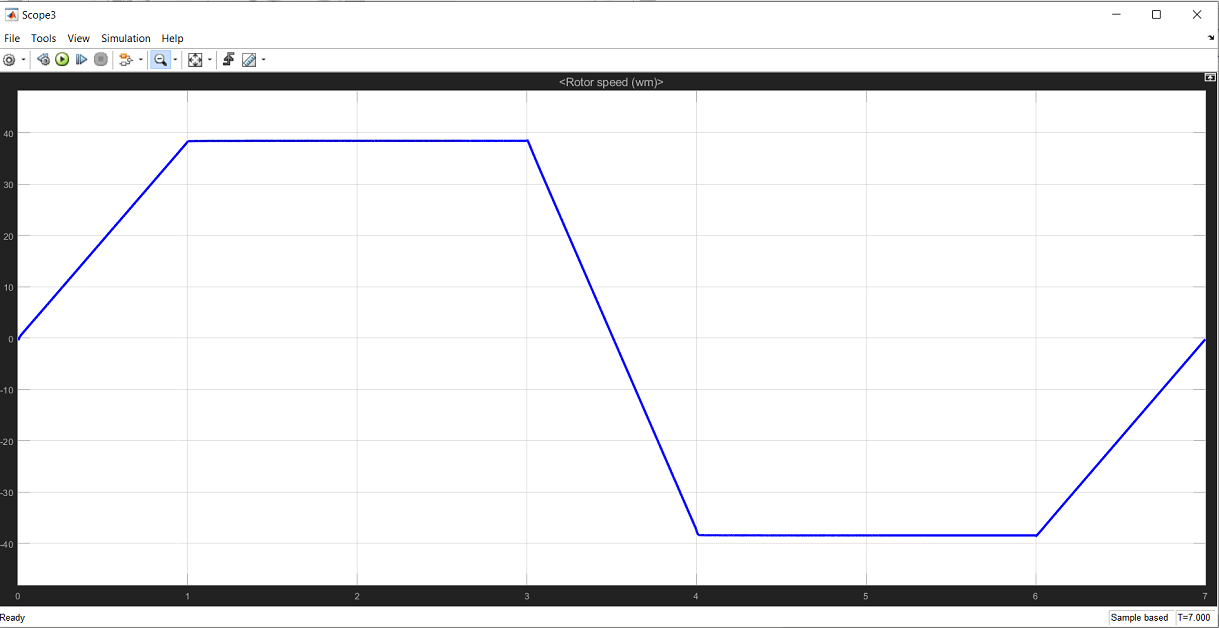 Scope3
File Tools View Simulation Help
<Rotor speed (wm)>
40
30
20
10
0
-10
-20
-30
-40
0 1 2 3 4 5 6 7
Ready Sample based T=7.000